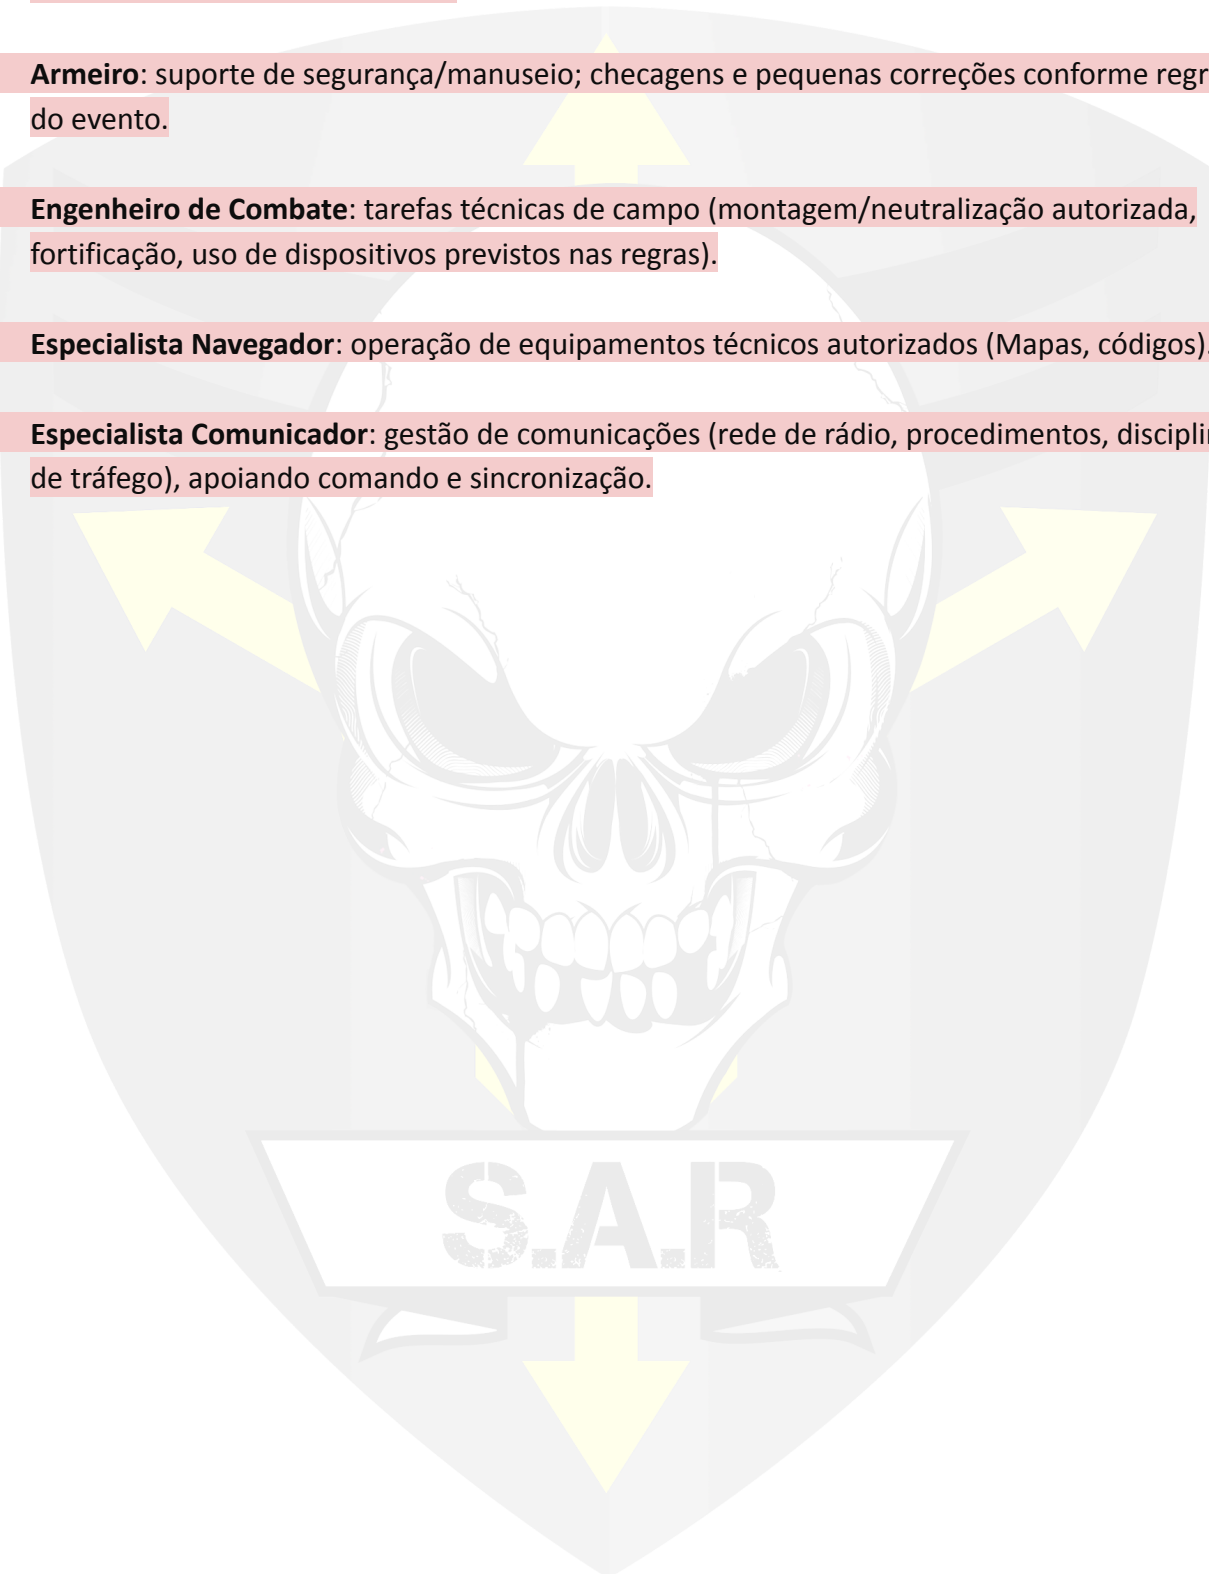 Armeiro: suporte de segurança/manuseio; checagens e pequenas correções conforme regr
do evento.
Engenheiro de Combate: tarefas técnicas de campo (montagem/neutralização autorizada,
fortificação, uso de dispositivos previstos nas regras).
Especialista Navegador: operação de equipamentos técnicos autorizados (Mapas, códigos).
Especialista Comunicador: gestão de comunicações (rede de rádio, procedimentos, disciplin
de tráfego), apoiando comando e sincronização.
S.A.R